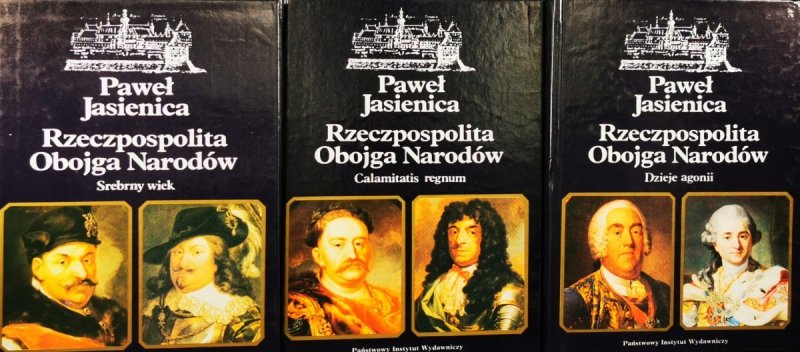 Paweł
Jasienica
Rzeczpospolita
Obojga Narodów
Srebrny wiek
Paweł
Jasienica
Rzeczpospolita
Obojga Narodów
Calamitatis regnum
Państwowy Instytut Wydawniczy
Paweł
Jasienica
Rzeczpospolita
Obojga Narodów
Dzieje agonii
Państwowy Instytut Wydawniczy